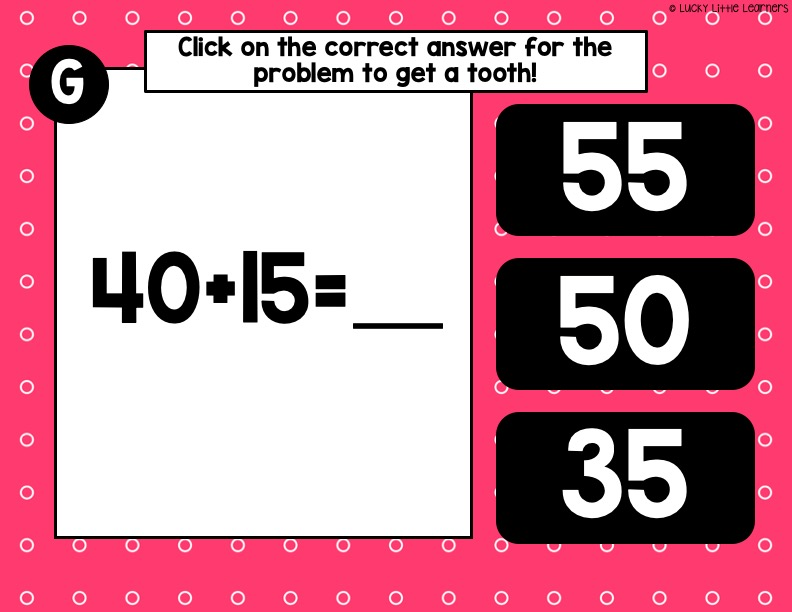 © Lucky Little Learners
Click on the correct answer for the
problem to get a tooth!
G
40+15=___
55
50
35